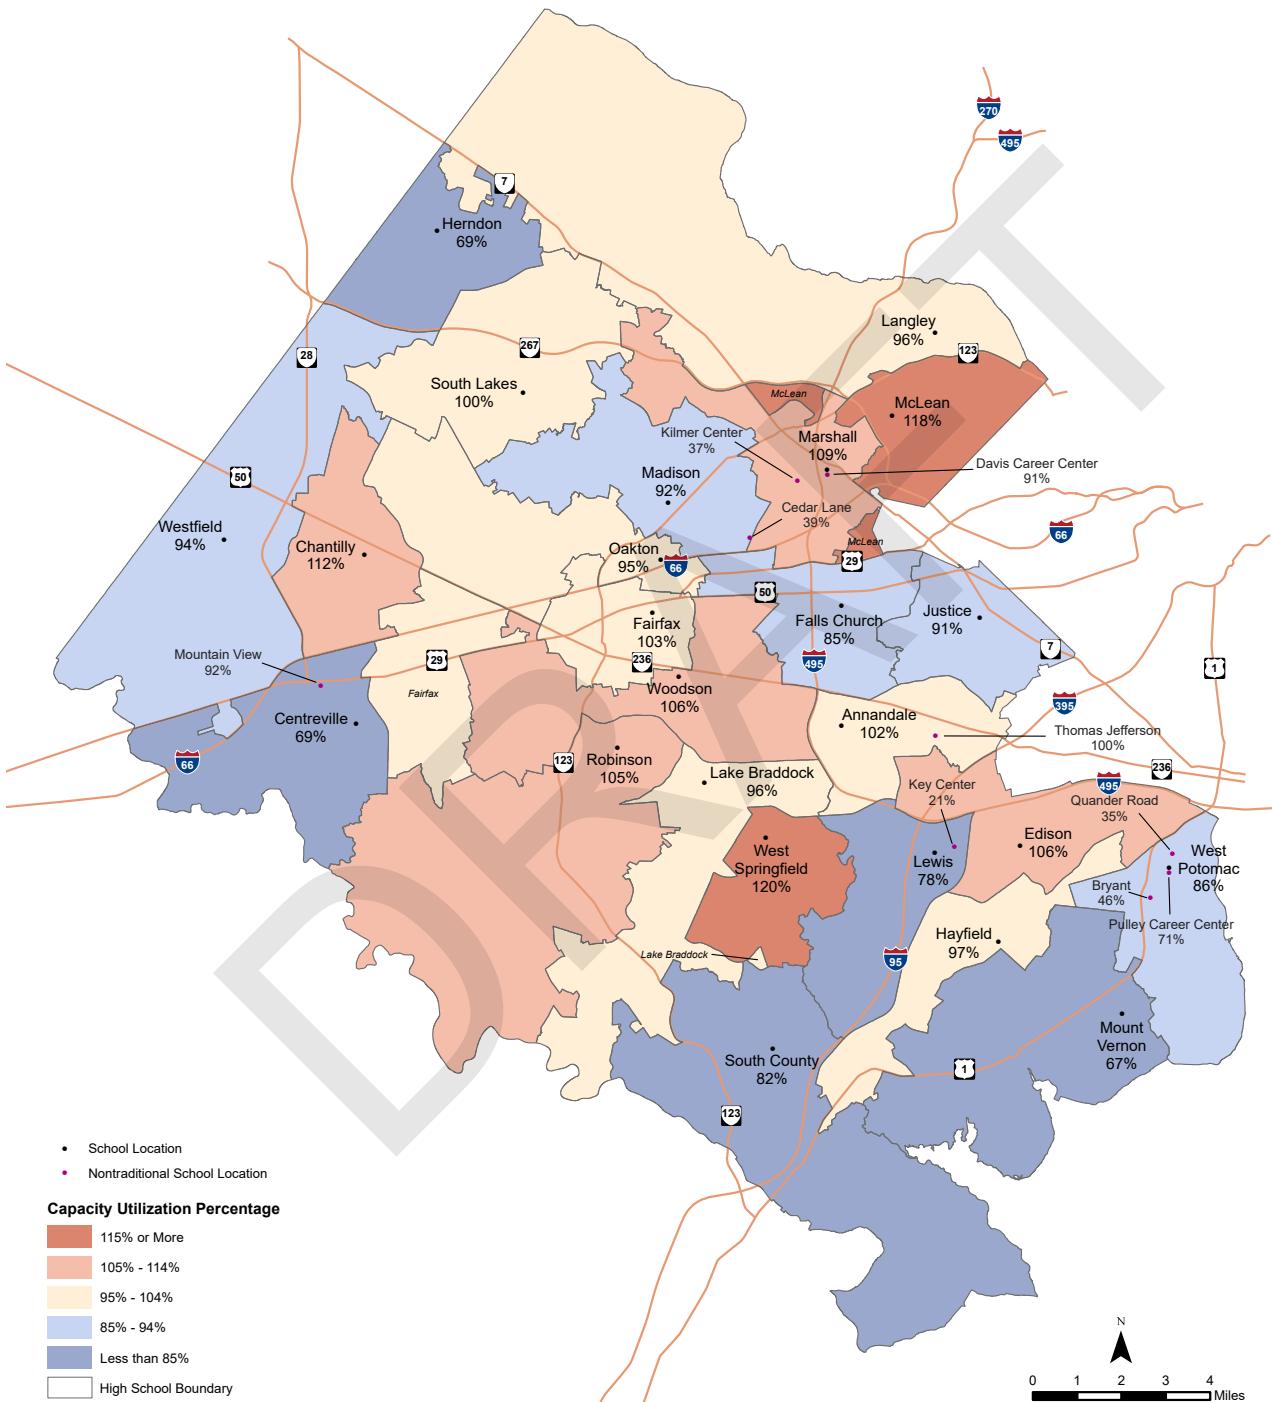 270
495
7
Herndon
69%
Langley
96%
123
28
267
South Lakes
100%
McLean
McLean
118%
Kilmer Center
37%
Marshall
109%
Davis Career Center
91%
Madison
92%
50
Cedar Lane
39%
Westfield
94%
Chantilly
112%
Oakton
95%
66
McLean
29
66
50
Fairfax
103%
Falls Church
85%
Justice
91%
Mountain View
92%
29
236
495
7
1
Fairfax
Woodson
106%
395
Centreville
69%
Annandale
102%
Thomas Jefferson
100%
66
123
Robinson
105%
Lake Braddock
96%
Key Center
21%
495
236
Quander Road
35%
West
Springfield
120%
Lewis
78%
Edison
106%
West
Potomac
86%
Bryant
46%
Pulley Career Center
71%
Hayfield
97%
Lake Braddock
95
Mount
Vernon
67%
South County
82%
1
123
DRAFT
School Location
Nontraditional School Location
Capacity Utilization Percentage
115% or More
105% - 114%
95% - 104%
85% - 94%
Less than 85%
High School Boundary
N
0 1 2 3 4
Miles